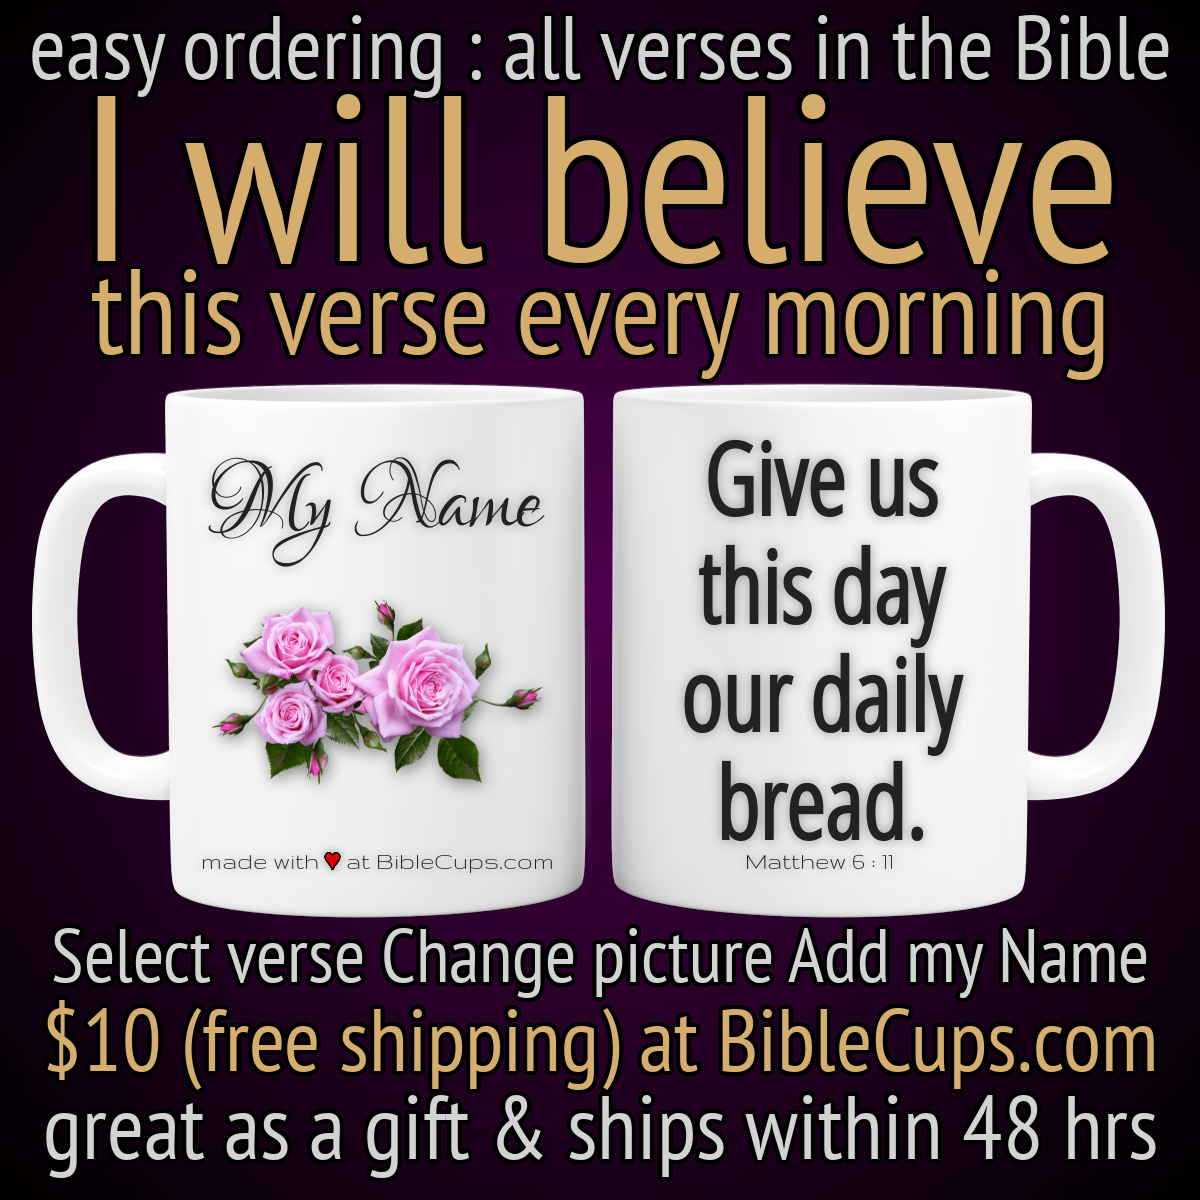 easy ordering : all verses in the Bible
I will believe
this verse every morning
My Name
made with ❤ at BibleCups.com
Give us
this day
our daily
bread.
Matthew 6 : 11
Select verse Change picture Add my Name
$10 (free shipping) at BibleCups.com
great as a gift & ships within 48 hrs